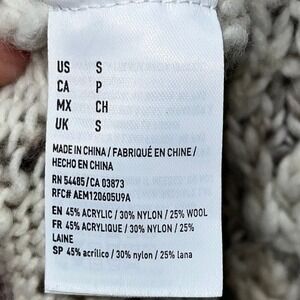 US S
CA P
MX CH
UK S
MADE IN CHINA / FABRIQUÉ EN CHINE /
HECHO EN CHINA
RN 54485/CA 03873
RFC# AEM120605U9A
EN 45% ACRYLIC / 30% NYLON / 25% WOOL
FR 45% ACRYLIQUE / 30% NYLON / 25%
LAINE
SP 45% acrílico / 30% nylon / 25% lana